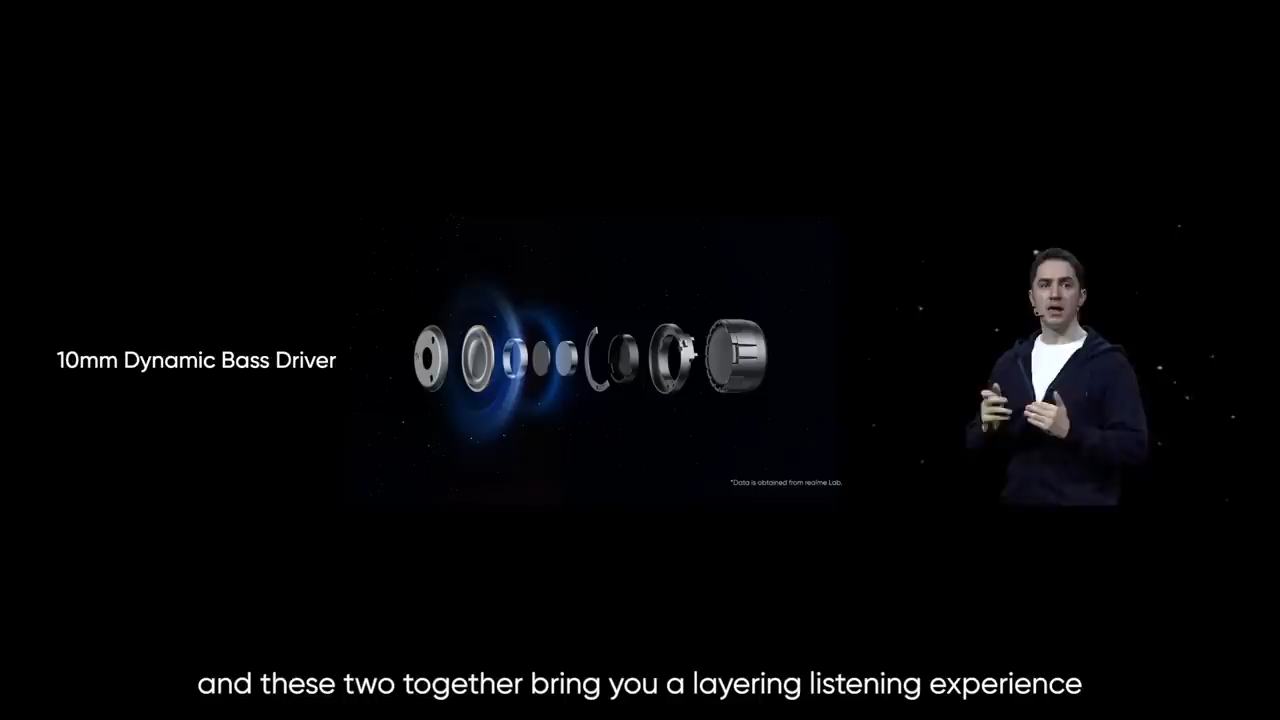 10mm Dynamic Bass Driver
*Data is obtained from realme Lab.
and these two together bring you a layering listening experience